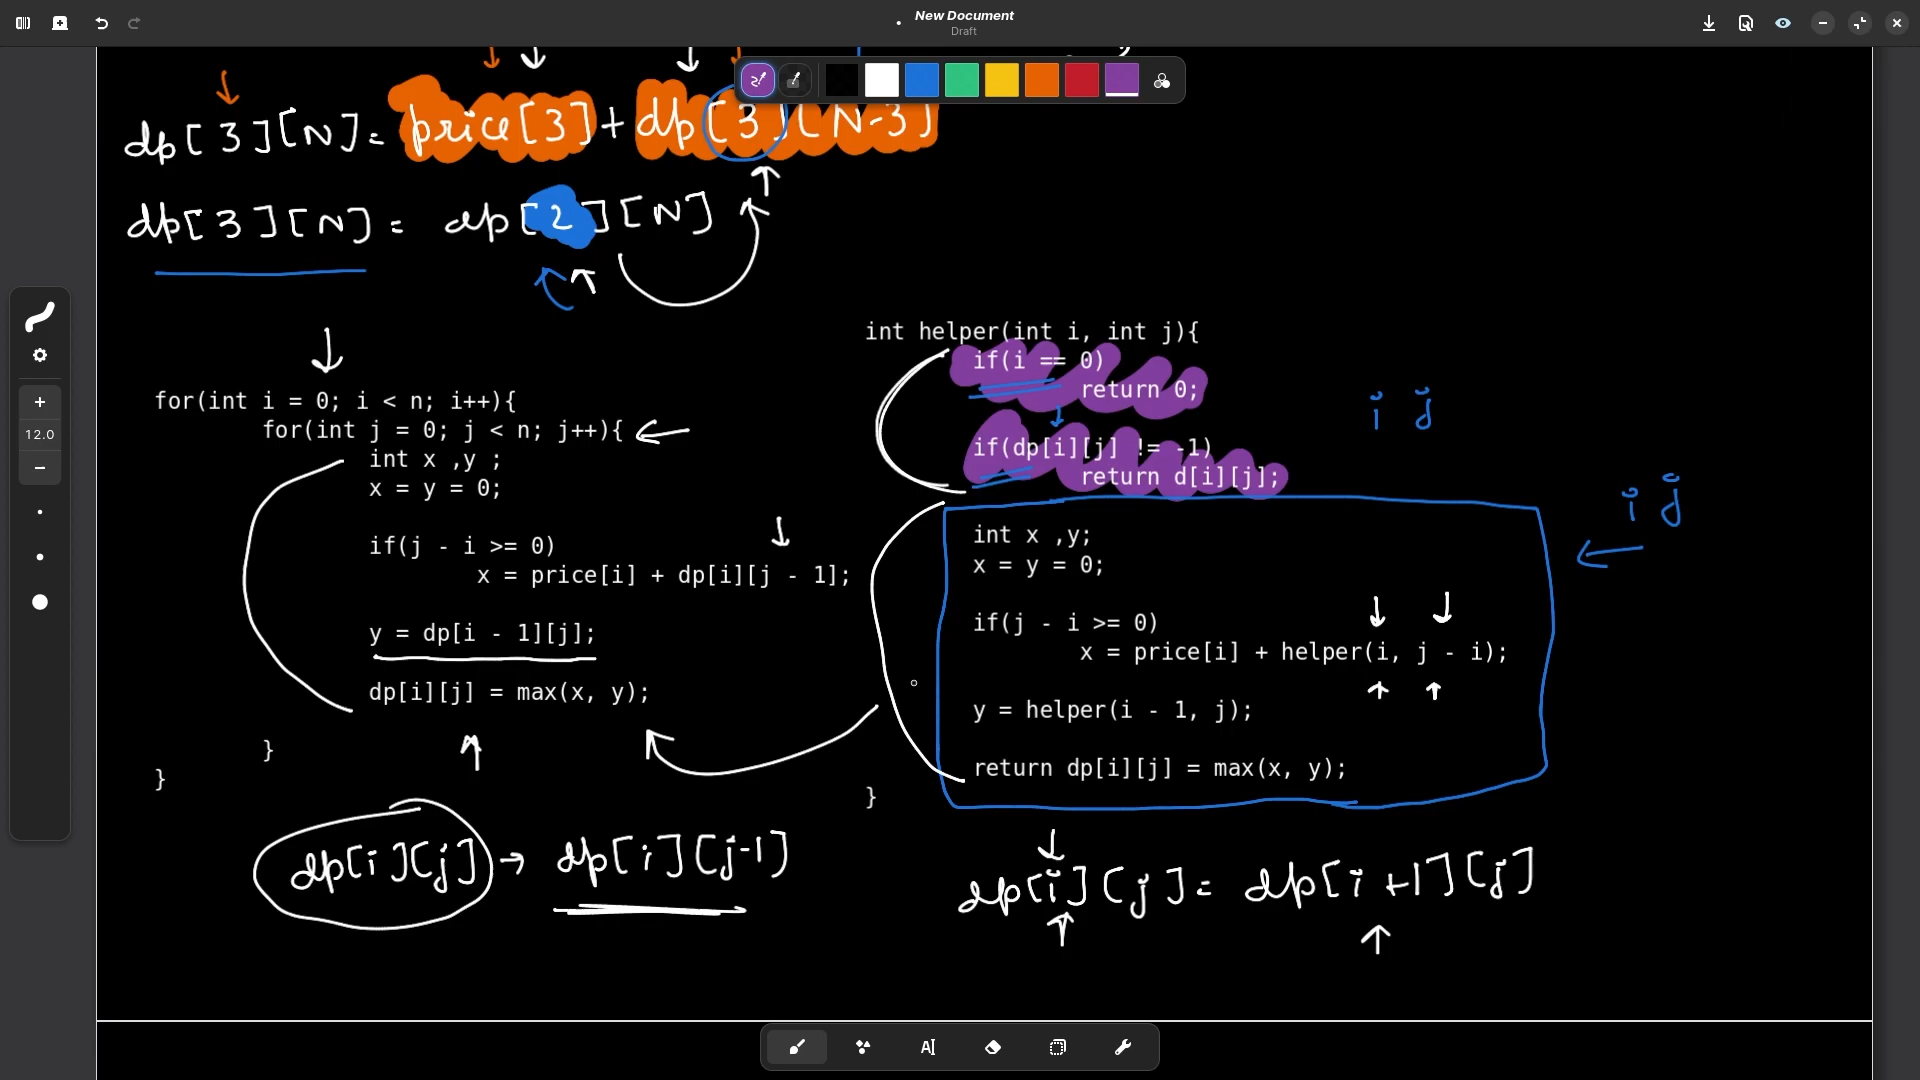 New Document
Draft
dp[3][N]= price[3]+ dp[3][N-3]
dp[3][N]= dp[2][N]
12.0
for(int i = 0; i < n; i++){
for(int j = 0; j < n; j++){
int x ,y ;
x = y = 0;
if(j - i >= 0)
x = price[i] + dp[i][j - 1];
y = dp[i - 1][j];
dp[i][j] = max(x, y);
}
}
dp[i][j] → dp[i][j-1]
int helper(int i, int j){
if(i == 0)
return 0;
if(dp[i][j] != -1)
return d[i][j];
int x ,y;
x = y = 0;
if(j - i >= 0)
x = price[i] + helper(i, j - i);
y = helper(i - 1, j);
return dp[i][j] = max(x, y);
}
i j
i j
dp[i][j]= dp[i+1][j]
AI